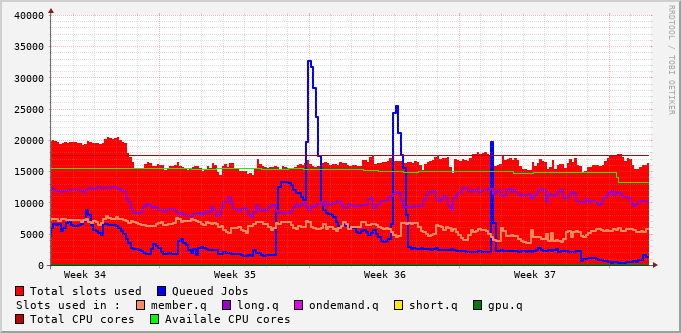 40000
35000
30000
25000
20000
15000
10000
5000
0
Week 34 Week 35 Week 36 Week 37
Total slots used Queued Jobs
Slots used in : member.q long.q ondemand.q short.q gpu.q
Total CPU cores Availale CPU cores
RRDTOOL / TOBI OETIKER